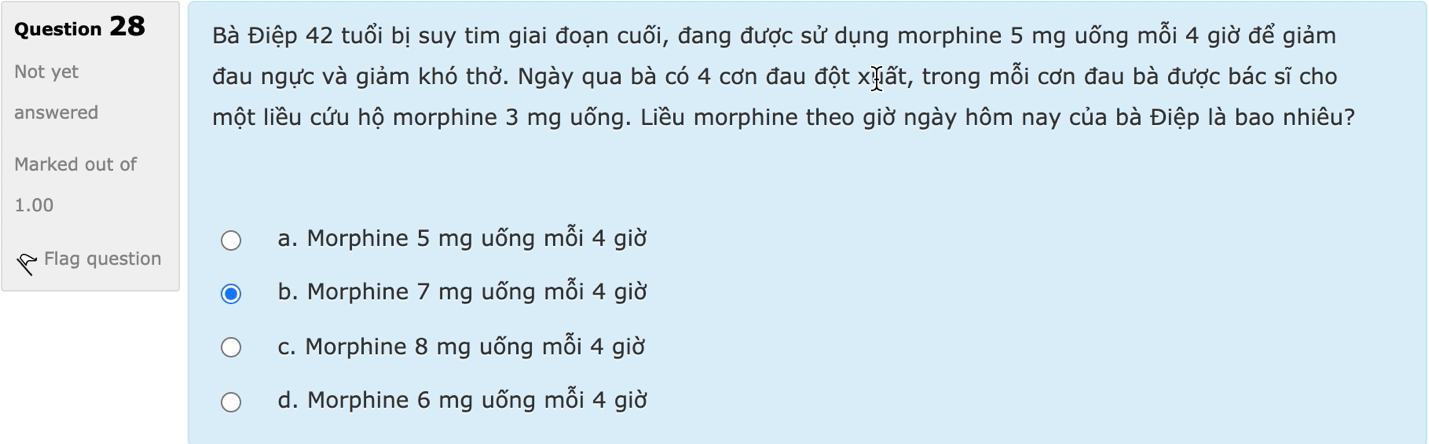 Question 28
Not yet
answered
Marked out of
1.00
Flag question
Bà Điệp 42 tuổi bị suy tim giai đoạn cuối, đang được sử dụng morphine 5 mg uống mỗi 4 giờ để giảm
đau ngực và giảm khó thở. Ngày qua bà có 4 cơn đau đột xuất, trong mỗi cơn đau bà được bác sĩ cho
một liều cứu hộ morphine 3 mg uống. Liều morphine theo giờ ngày hôm nay của bà Điệp là bao nhiêu?
a. Morphine 5 mg uống mỗi 4 giờ
b. Morphine 7 mg uống mỗi 4 giờ
c. Morphine 8 mg uống mỗi 4 giờ
d. Morphine 6 mg uống mỗi 4 giờ